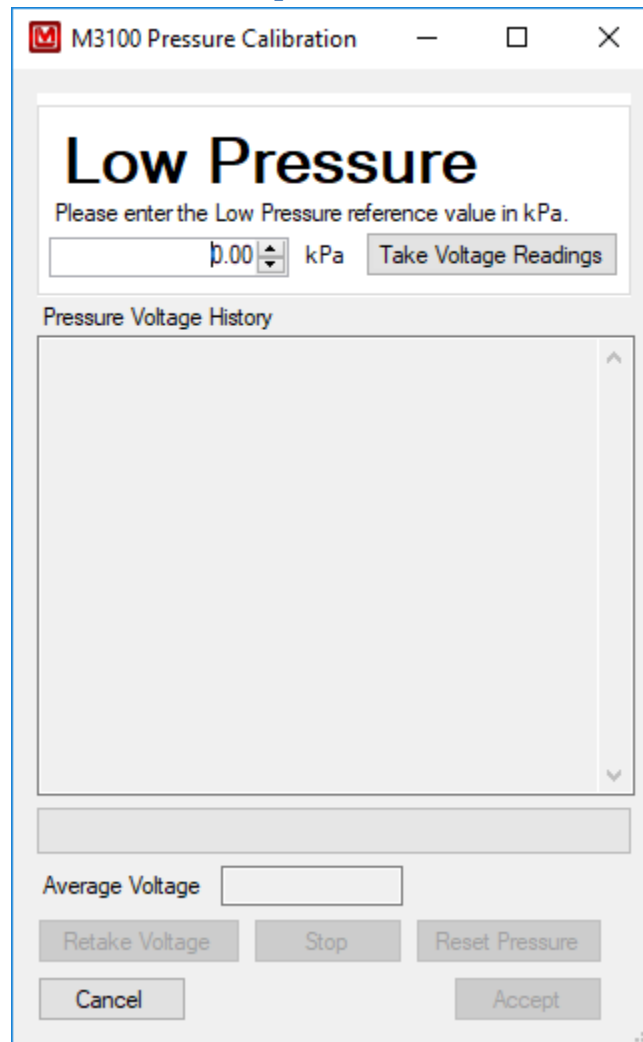 M3100 Pressure Calibration
Low Pressure
Please enter the Low Pressure reference value in kPa.
0.00 kPa Take Voltage Readings
Pressure Voltage History
Average Voltage
Retake Voltage Stop Reset Pressure
Cancel Accept